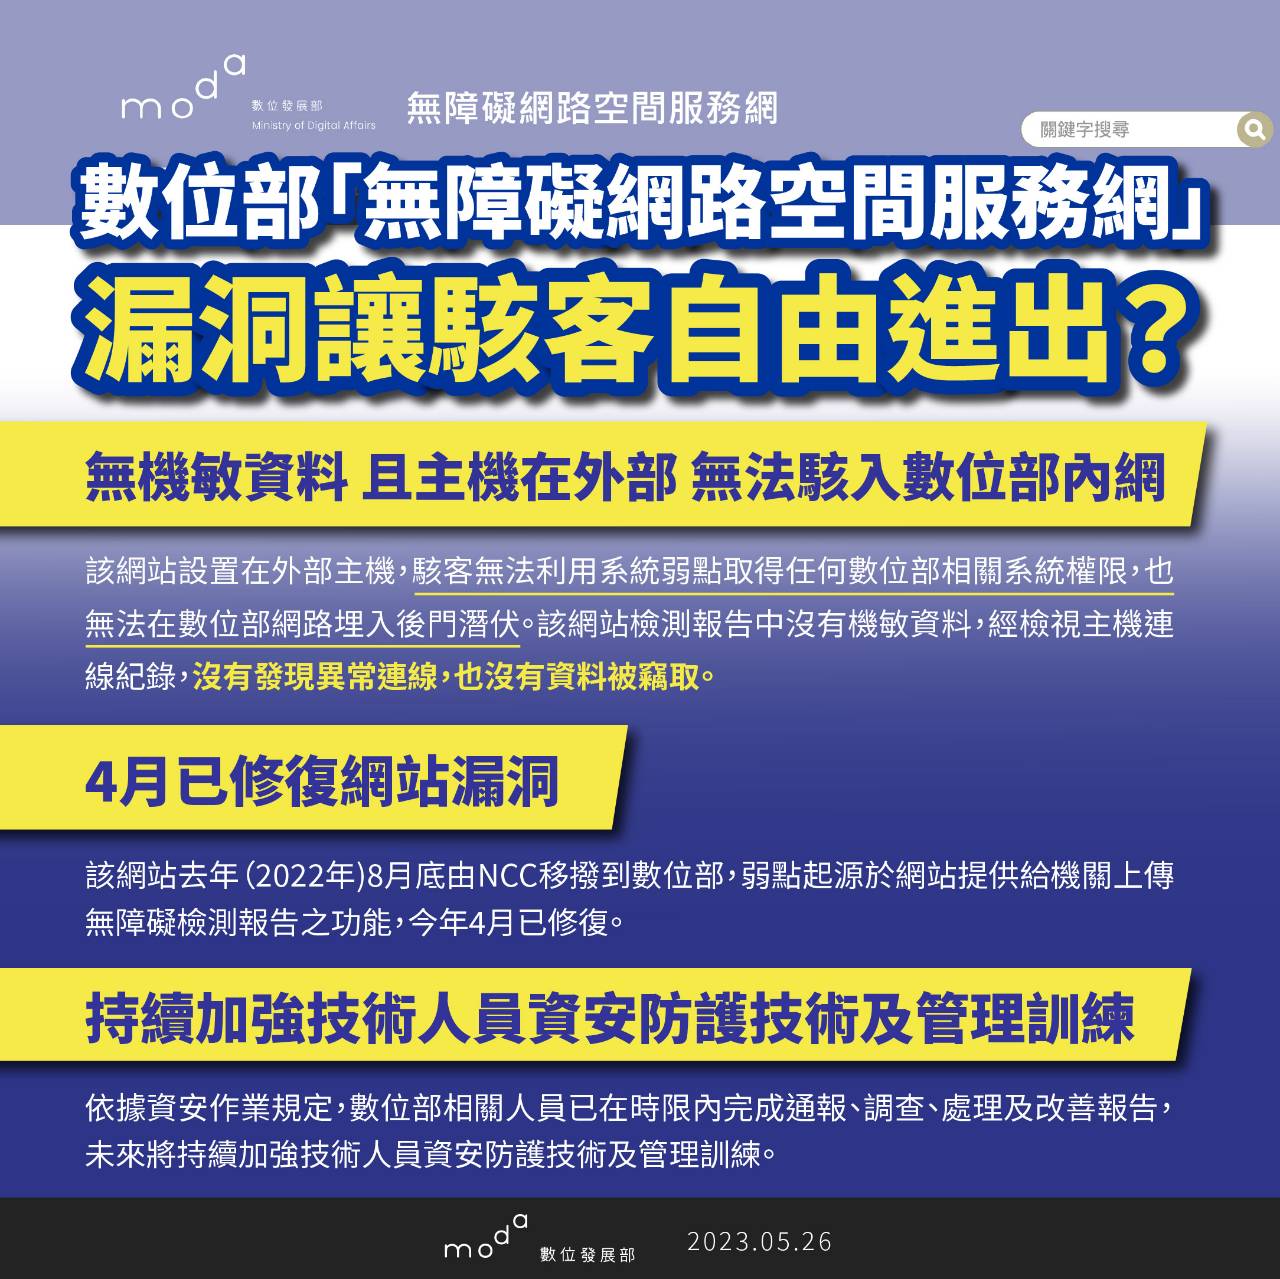 moda
數位發展部
Ministry of Digital Affairs
無障礙網路空間服務網
關鍵字搜尋
數位部「無障礙網路空間服務網」
漏洞讓駭客自由進出？
無機敏資料 且主機在外部 無法駭入數位部內網
該網站設置在外部主機，駭客無法利用系統弱點取得任何數位部相關系統權限，也
無法在數位部網路埋入後門潛伏。該網站檢測報告中沒有機敏資料，經檢視主機連
線紀錄，沒有發現異常連線，也沒有資料被竊取。
4月已修復網站漏洞
該網站去年（2022年)8月底由NCC移撥到數位部，弱點起源於網站提供給機關上傳
無障礙檢測報告之功能，今年4月已修復。
持續加強技術人員資安防護技術及管理訓練
依據資安作業規定，數位部相關人員已在時限內完成通報、調查、處理及改善報告，
未來將持續加強技術人員資安防護技術及管理訓練。
moda
數位發展部
2023.05.26